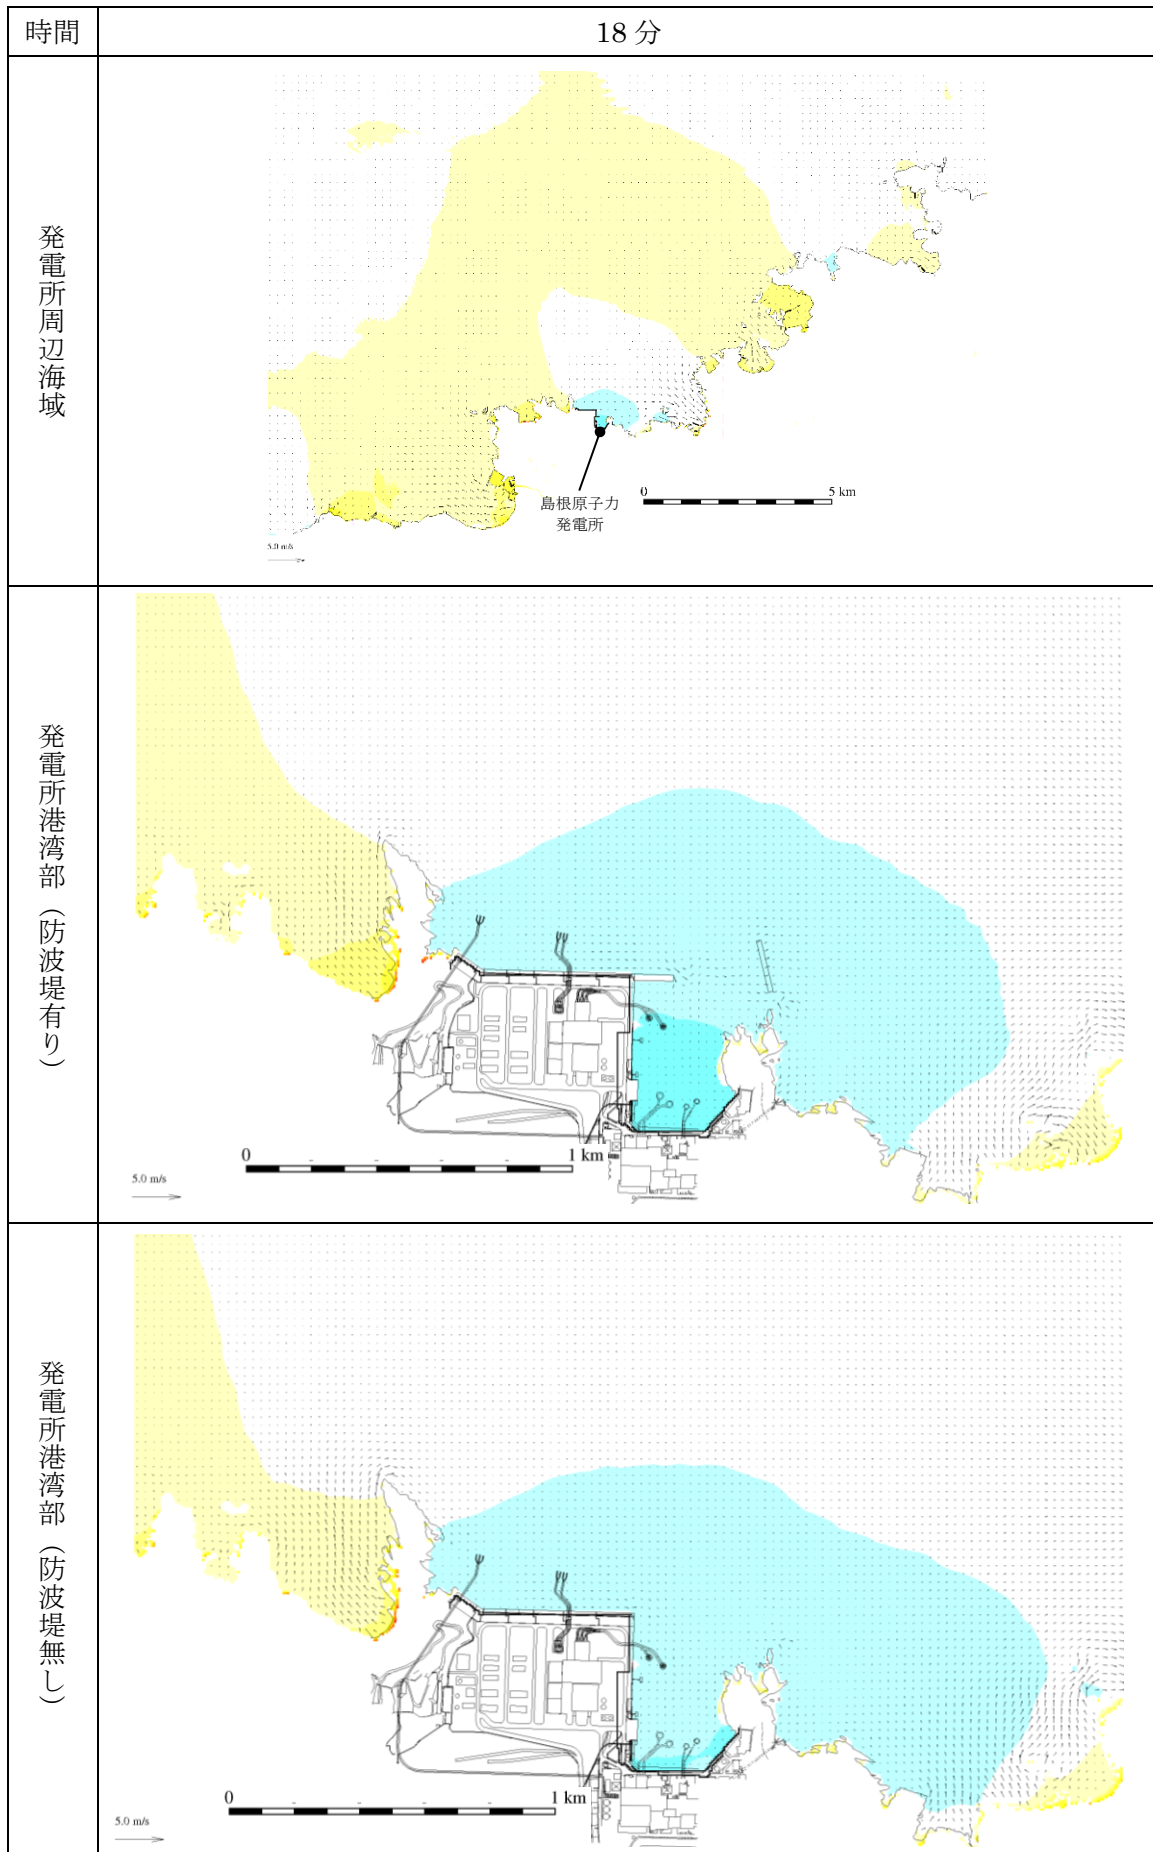 時間
18 分
発電所周辺海域
島根原子力
発電所
0 5 km
5.0 m/s
発電所港湾部（防波堤有り）
0 1 km
5.0 m/s
発電所港湾部（防波堤無し）
0 1 km
5.0 m/s